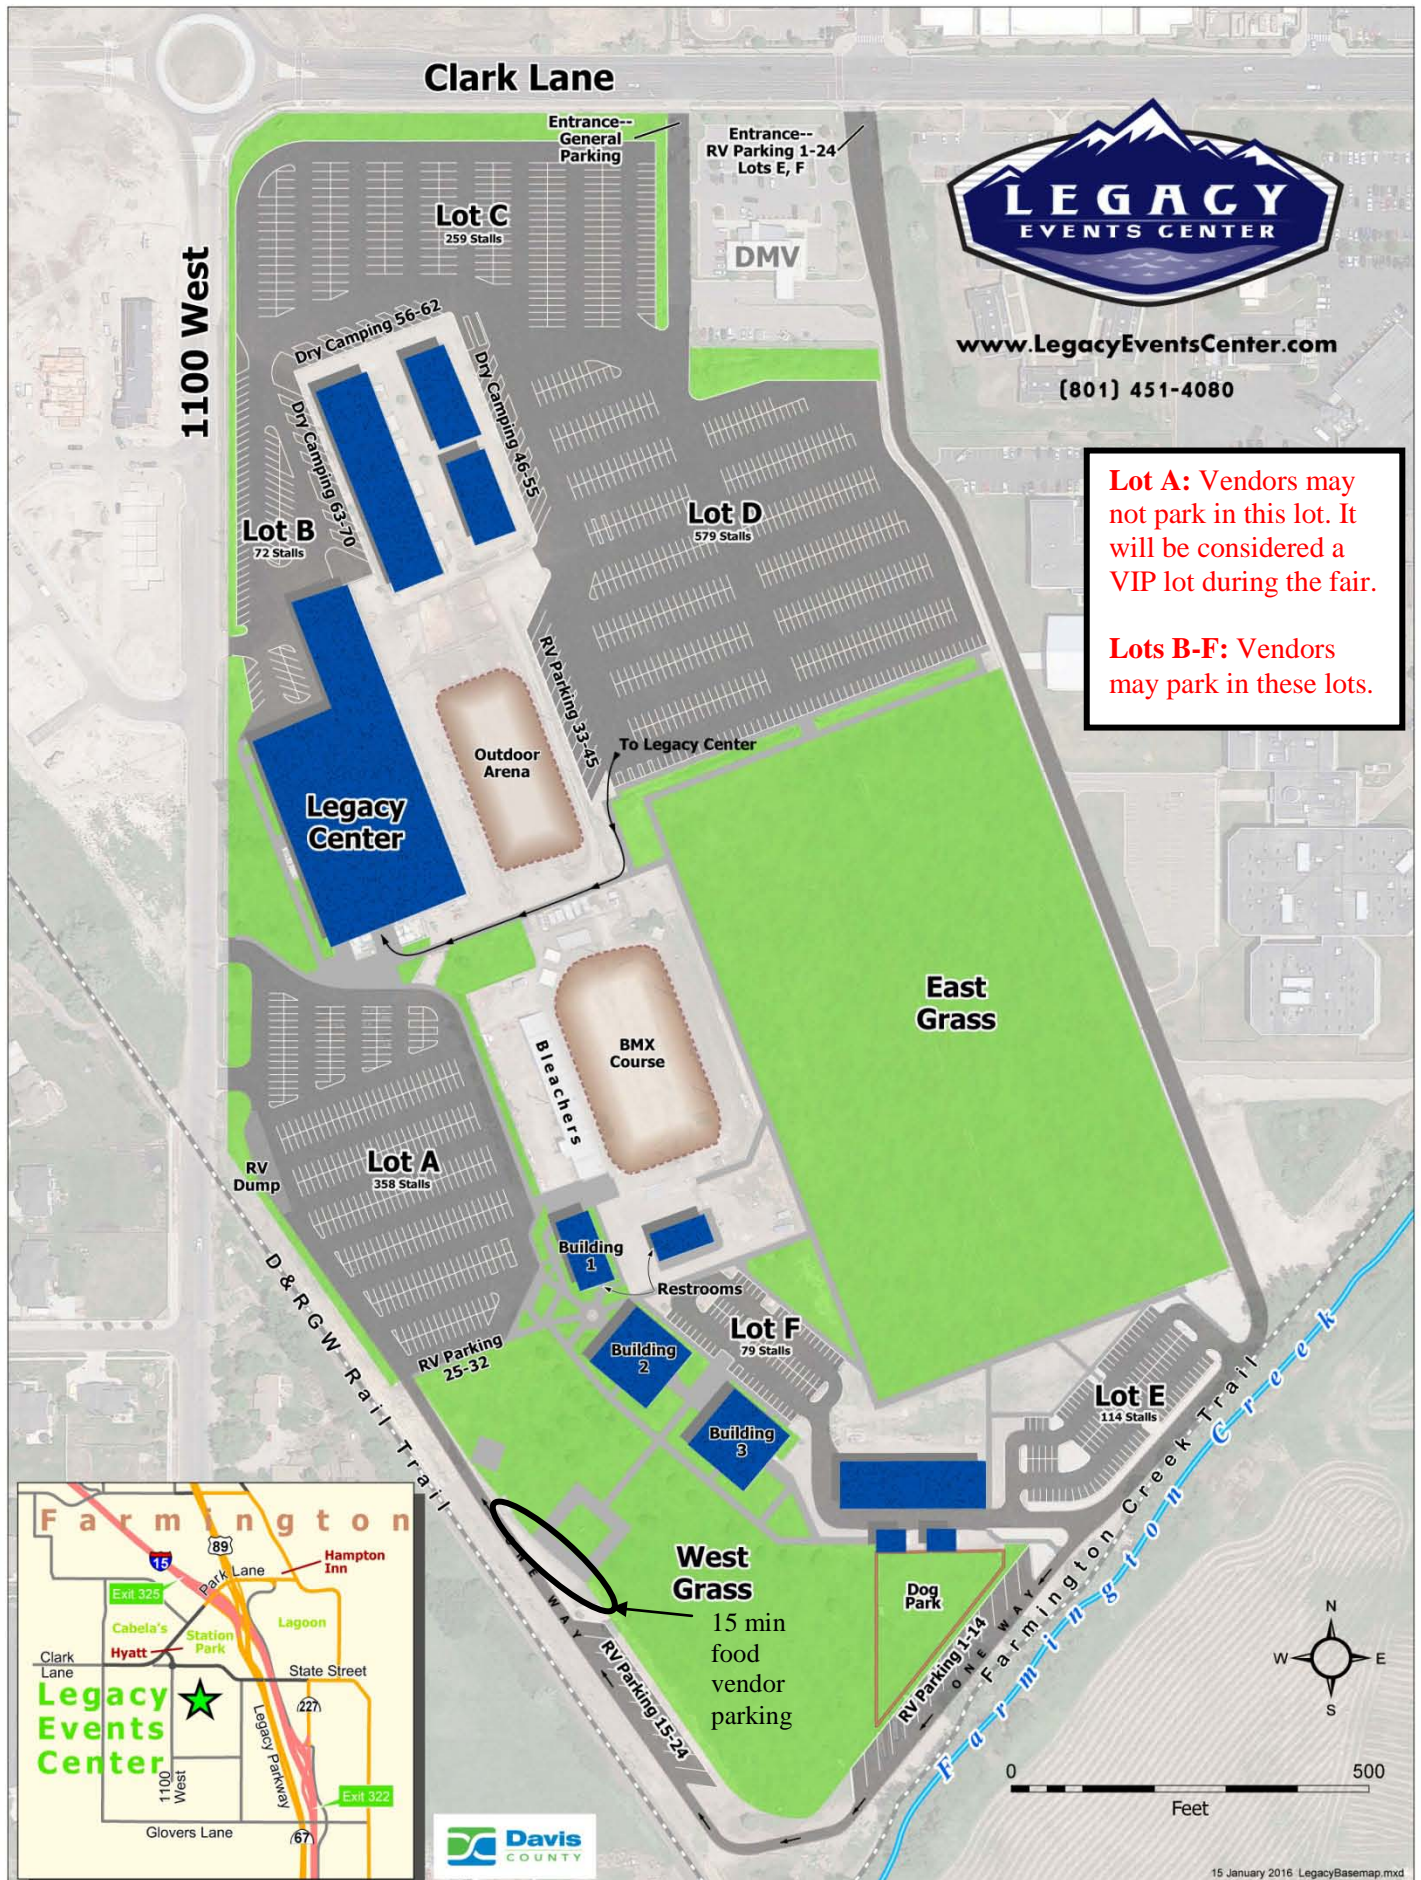 Clark Lane
Entrance--
General
Parking
Entrance--
RV Parking 1-24
Lots E, F
LEGACY
EVENTS CENTER
www.LegacyEventsCenter.com
(801) 451-4080
1100 West
Lot C
259 Stalls
DMV
Dry Camping 56-62
Dry Camping 46-55
Dry Camping 63-70
Lot B
72 Stalls
Lot D
579 Stalls
Lot A: Vendors may
not park in this lot. It
will be considered a
VIP lot during the fair.
Lots B-F: Vendors
may park in these lots.
RV Parking 33-45
To Legacy Center
Outdoor
Arena
Legacy
Center
East
Grass
BMX
Course
Bleachers
Lot A
358 Stalls
RV
Dump
D & RGW Rail Trail
Building
1
Restrooms
Building
2
Lot F
79 Stalls
RV Parking
25-32
Building
3
Lot E
114 Stalls
Farmington Creek Trail
Farmington Creek
West
Grass
Dog
Park
ONE WAY
15 min
food
vendor
parking
RV Parking 15-24
RV Parking 1-14
ONE WAY
N
W
E
S
0
500
Feet
Farmington
15
89
Park Lane
Hampton
Inn
Exit 325
Cabela's
Station
Park
Lagoon
Hyatt
Clark
Lane
State Street
227
Legacy
Events
Center
1100
West
Legacy Parkway
Exit 322
Glovers Lane
67
Davis
COUNTY
15 January 2016 LegacyBasemap.mxd